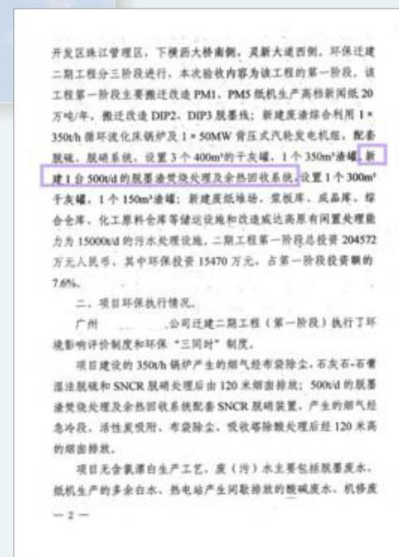 开发区珠江管理区，下横沥大桥南侧，灵新大道西侧。环保迁建
二期工程分三阶段进行，本次验收内容为该工程的第一阶段。该
工程第一阶段主要搬迁改造PM1、PM5纸机生产高档新闻纸20
万吨/年，搬迁改造DIP2、DIP3脱墨线；新建废渣综合利用1×
350t/h循环流化床锅炉及1×50MW背压式汽轮发电机组，配套
脱硫、脱硝系统，设置3个400m³的干灰罐，1个350m³渣罐，新
建1台500t/d的脱墨渣焚烧处理及余热回收系统，设置1个300m³
干灰罐，1个150m³渣罐；新建废纸堆场、浆板库、成品库、综
合仓库、化工原料仓库等储运设施和改造威达高原有闲置处理能
力为15000t/d的污水处理设施。二期工程第一阶段总投资204572
万元人民币，其中环保投资15470万元，占第一阶段投资额的
7.6%。
二、项目环保执行情况。
广州 公司迁建二期工程（第一阶段）执行了环
境影响评价制度和环保“三同时”制度。
项目建设的350t/h锅炉产生的烟气经布袋除尘、石灰石-石膏
湿法脱硫和SNCR脱硝处理后由120米烟囱排放；500t/d的脱墨
渣焚烧处理及余热回收系统配套SNCR脱硝装置，产生的烟气经
急冷段、活性炭吸附、布袋除尘、吸收塔除酸处理后经120米高
的烟囱排放。
项目无含氯漂白生产工艺，废（污）水主要包括脱墨废水、
纸机生产的多余白水、热电站产生间歇排放的酸碱废水、机修废
—2—